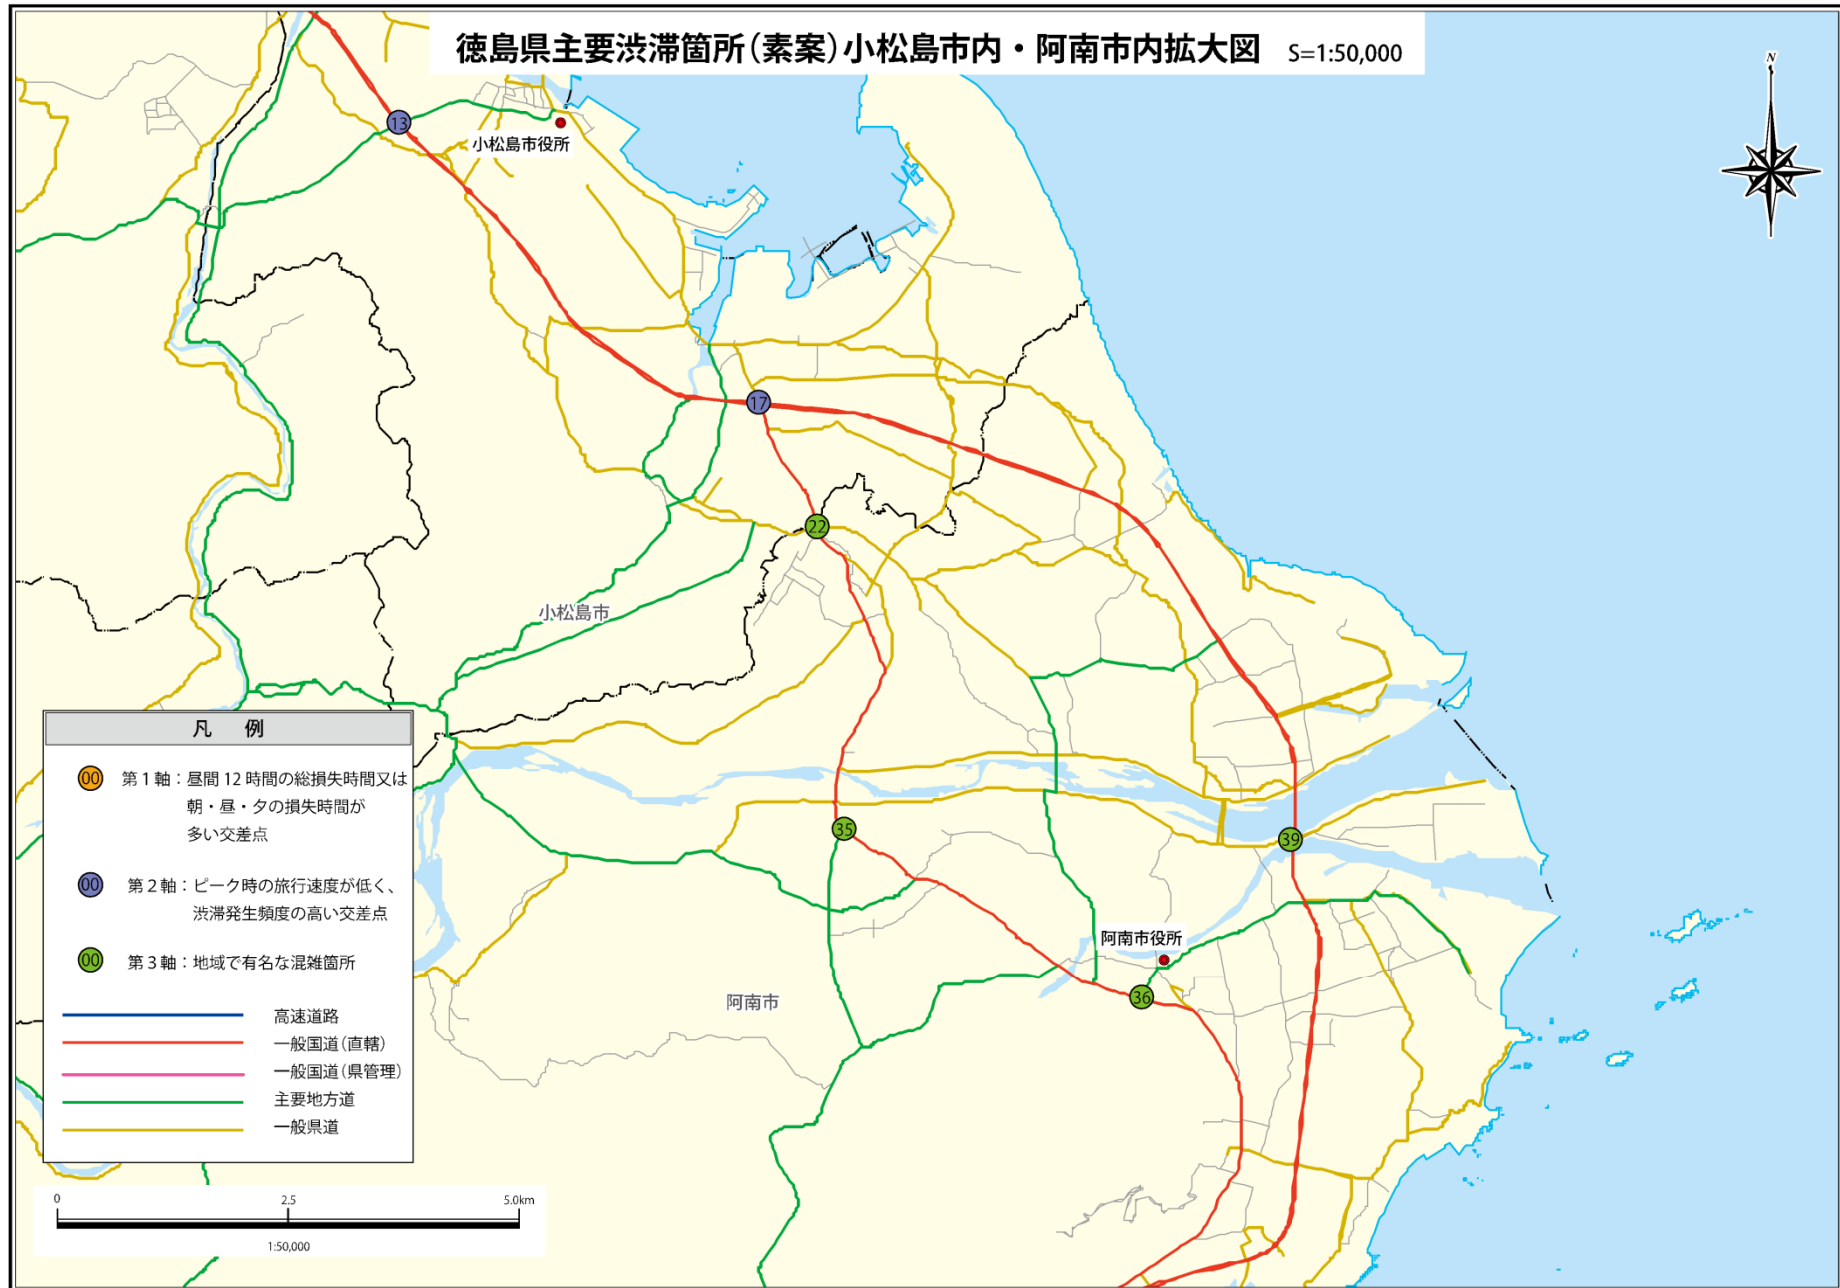 徳島県主要渋滞箇所(素案)小松島市内・阿南市内拡大図 S=1:50,000
N
13
小松島市役所
17
22
小松島市
凡 例
00 第1軸:昼間12時間の総損失時間又は
朝・昼・夕の損失時間が
多い交差点
00 第2軸:ピーク時の旅行速度が低く、
渋滞発生頻度の高い交差点
00 第3軸:地域で有名な混雑箇所
高速道路
一般国道(直轄)
一般国道(県管理)
主要地方道
一般県道
35
39
阿南市役所
36
阿南市
0 2.5 5.0km
1:50,000